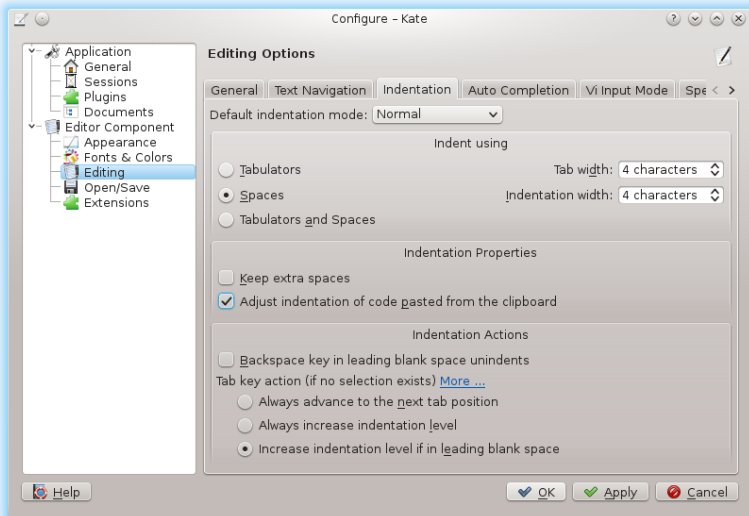 Configure – Kate
Application
General
Sessions
Plugins
Documents
Editor Component
Appearance
Fonts & Colors
Editing
Open/Save
Extensions
Editing Options
General Text Navigation Indentation Auto Completion Vi Input Mode Spe
Default indentation mode: Normal
Indent using
Tabulators Tab width: 4 characters
Spaces Indentation width: 4 characters
Tabulators and Spaces
Indentation Properties
Keep extra spaces
Adjust indentation of code pasted from the clipboard
Indentation Actions
Backspace key in leading blank space unindents
Tab key action (if no selection exists) More ...
Always advance to the next tab position
Always increase indentation level
Increase indentation level if in leading blank space
Help OK Apply Cancel